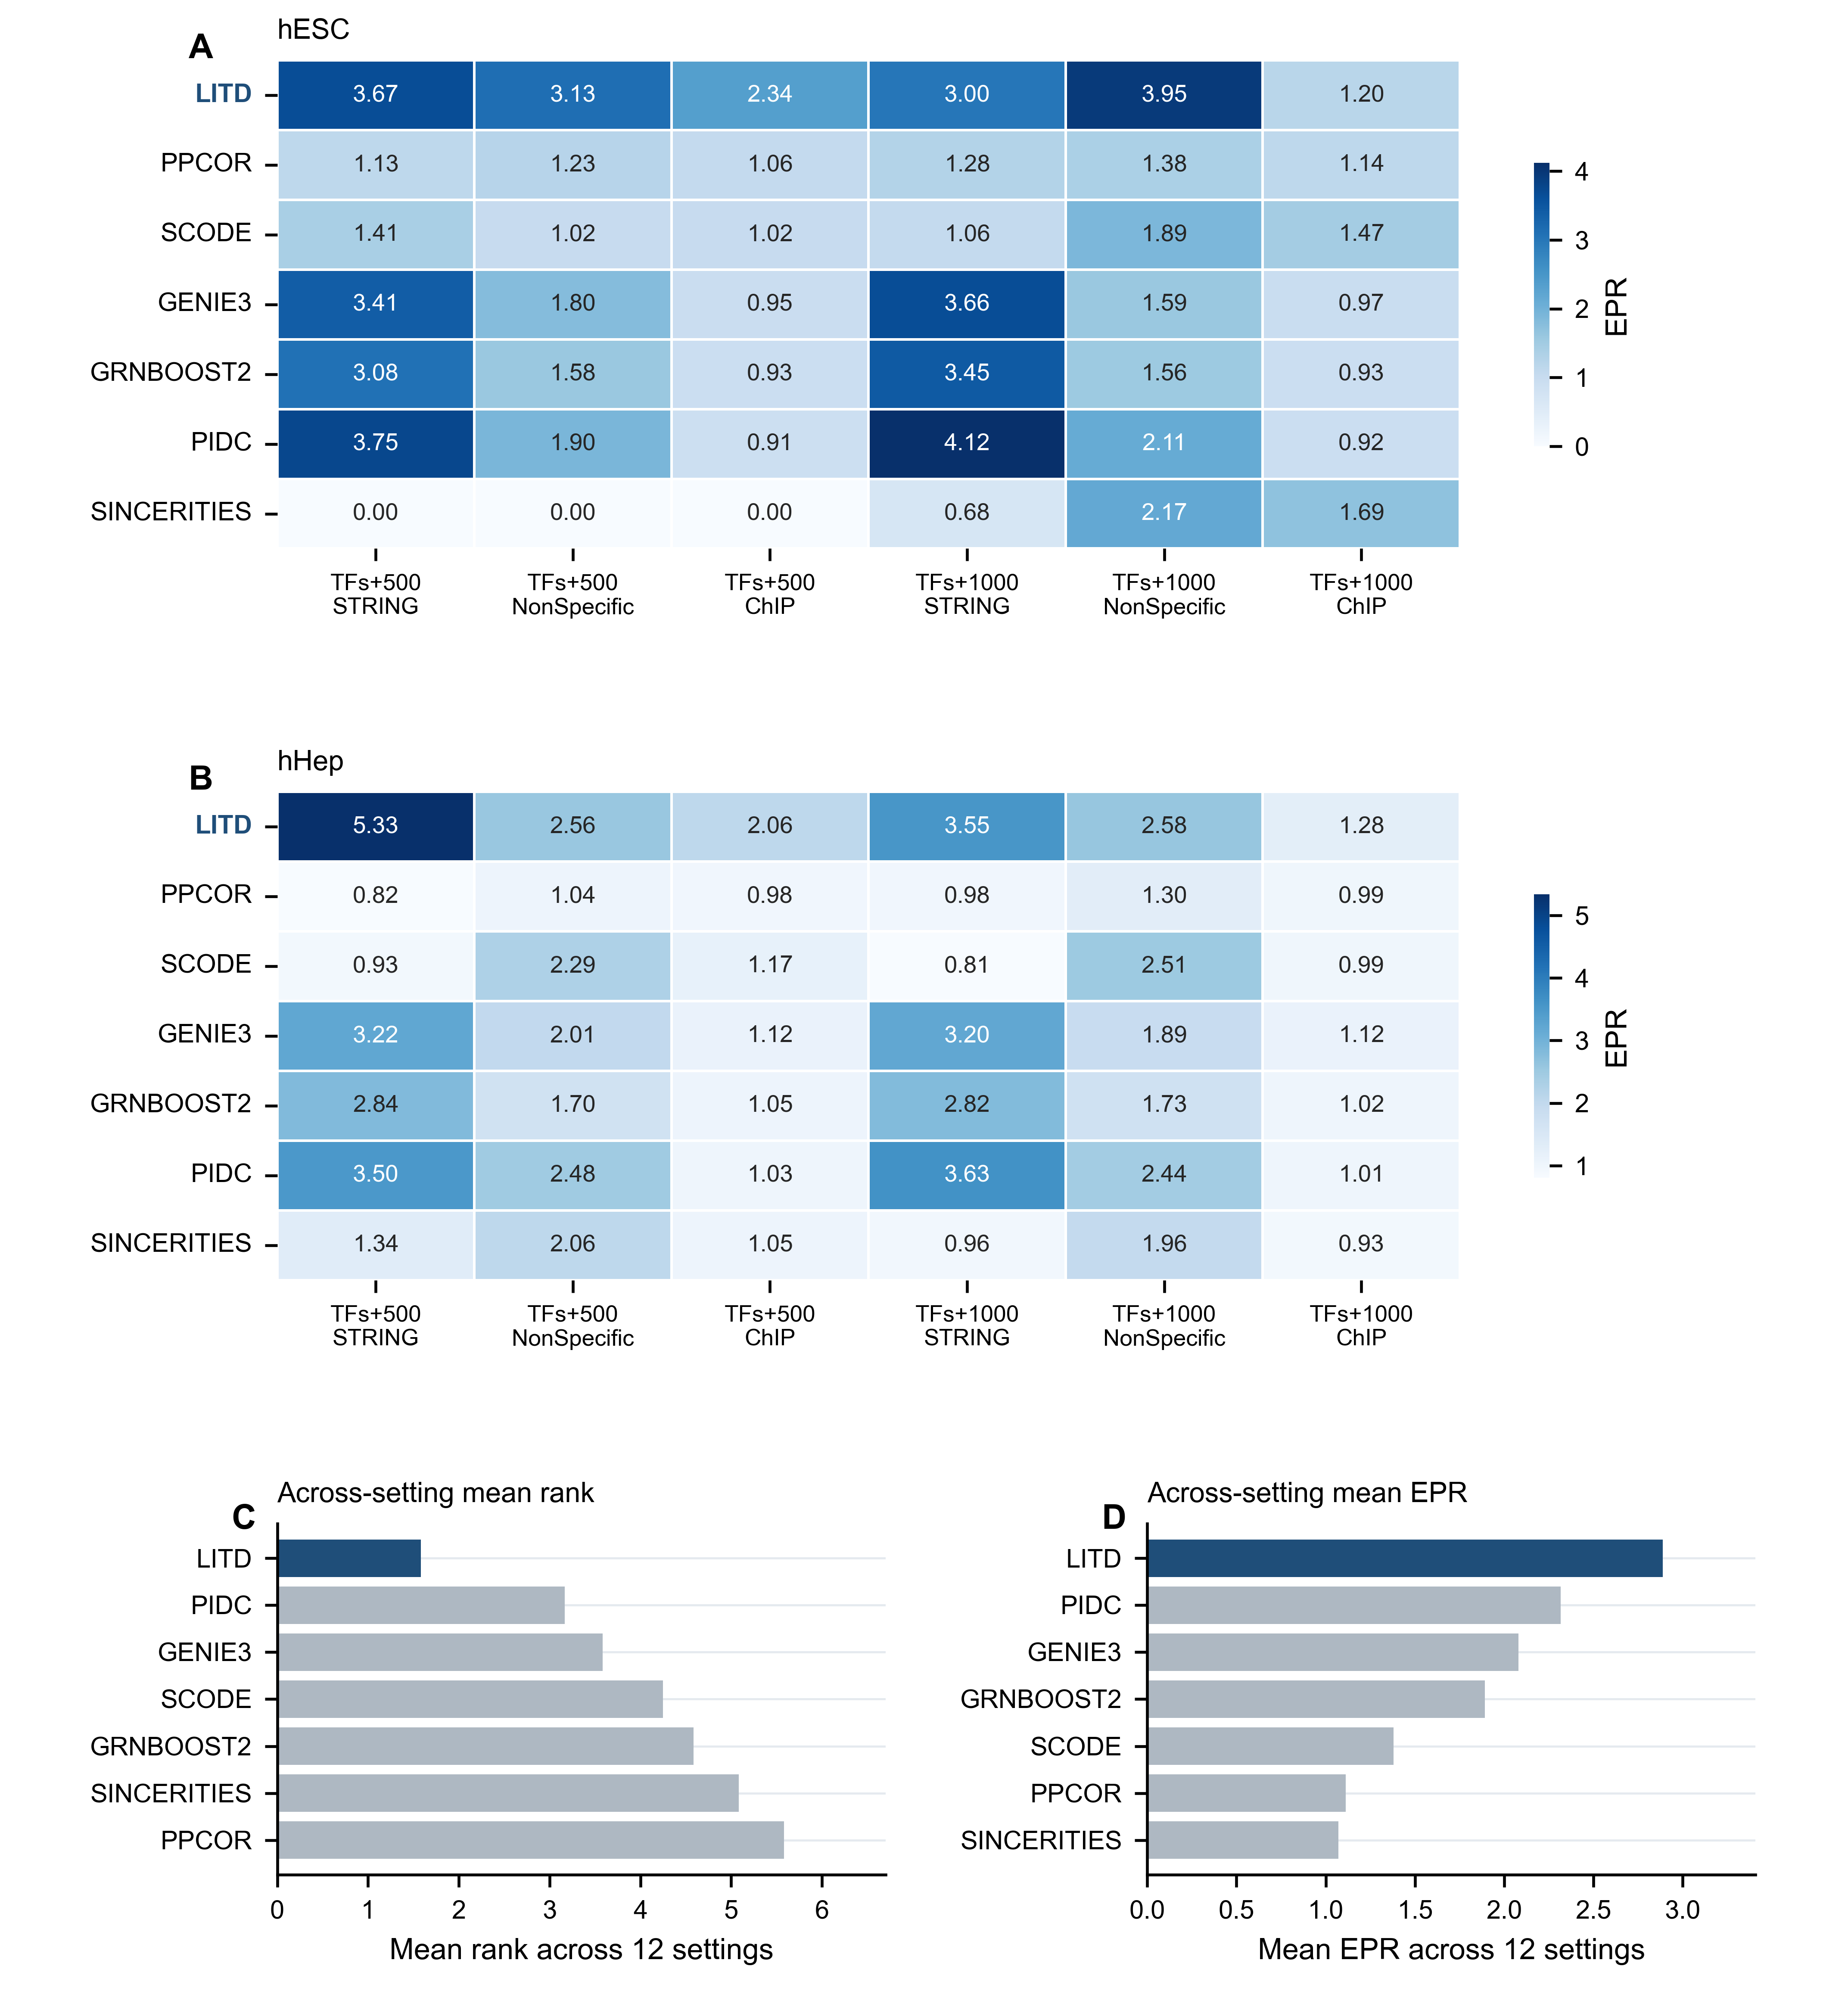 A
hESC
LITD 3.67 3.13 2.34 3.00 3.95 1.20
PPCOR 1.13 1.23 1.06 1.28 1.38 1.14
SCODE 1.41 1.02 1.02 1.06 1.89 1.47
GENIE3 3.41 1.80 0.95 3.66 1.59 0.97
GRNBOOST2 3.08 1.58 0.93 3.45 1.56 0.93
PIDC 3.75 1.90 0.91 4.12 2.11 0.92
SINCERITIES 0.00 0.00 0.00 0.68 2.17 1.69
TFs+500 TFs+500 TFs+500 TFs+1000 TFs+1000 TFs+1000
STRING NonSpecific ChIP STRING NonSpecific ChIP
4
3
2
1
0
EPR
B
hHep
LITD 5.33 2.56 2.06 3.55 2.58 1.28
PPCOR 0.82 1.04 0.98 0.98 1.30 0.99
SCODE 0.93 2.29 1.17 0.81 2.51 0.99
GENIE3 3.22 2.01 1.12 3.20 1.89 1.12
GRNBOOST2 2.84 1.70 1.05 2.82 1.73 1.02
PIDC 3.50 2.48 1.03 3.63 2.44 1.01
SINCERITIES 1.34 2.06 1.05 0.96 1.96 0.93
TFs+500 TFs+500 TFs+500 TFs+1000 TFs+1000 TFs+1000
STRING NonSpecific ChIP STRING NonSpecific ChIP
5
4
3
2
1
EPR
C
Across-setting mean rank
LITD
PIDC
GENIE3
SCODE
GRNBOOST2
SINCERITIES
PPCOR
0 1 2 3 4 5 6
Mean rank across 12 settings
D
Across-setting mean EPR
LITD
PIDC
GENIE3
GRNBOOST2
SCODE
PPCOR
SINCERITIES
0.0 0.5 1.0 1.5 2.0 2.5 3.0
Mean EPR across 12 settings